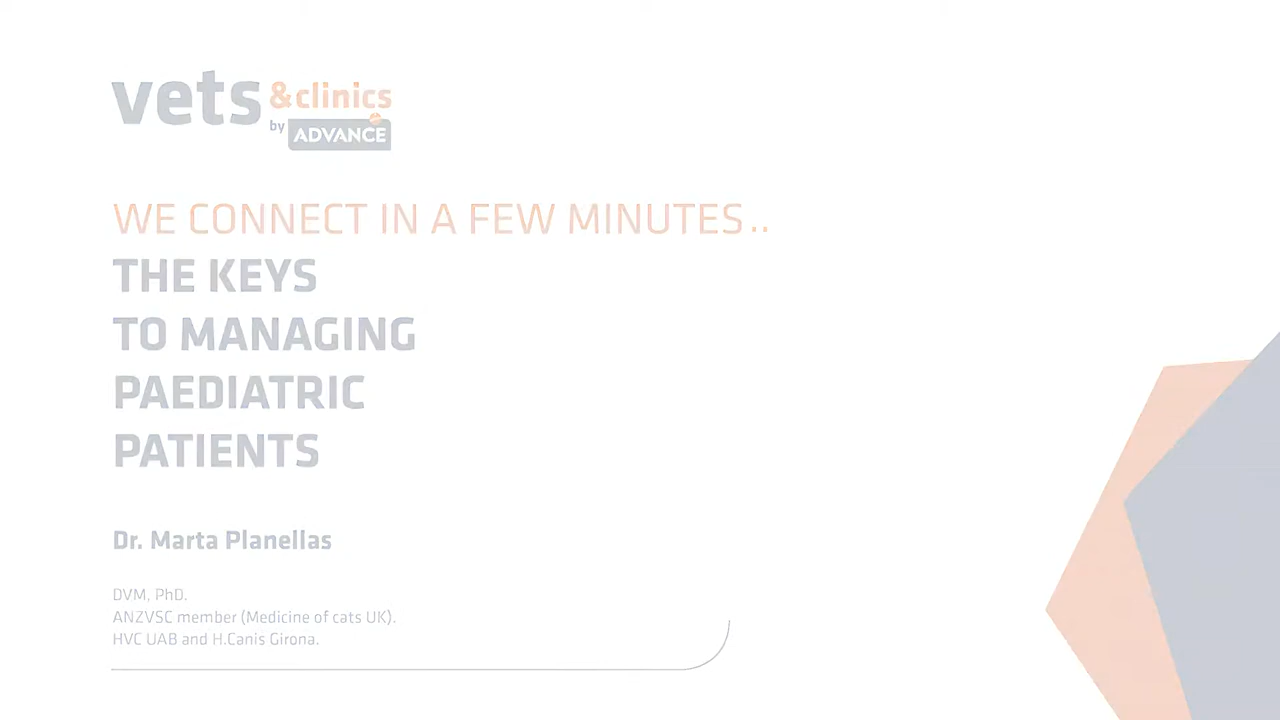 vets &clinics
by ADVANCE
WE CONNECT IN A FEW MINUTES..
THE KEYS
TO MANAGING
PAEDIATRIC
PATIENTS
Dr. Marta Planellas
DVM, PhD.
ANZVSC member (Medicine of cats UK).
HVC UAB and H.Canis Girona.